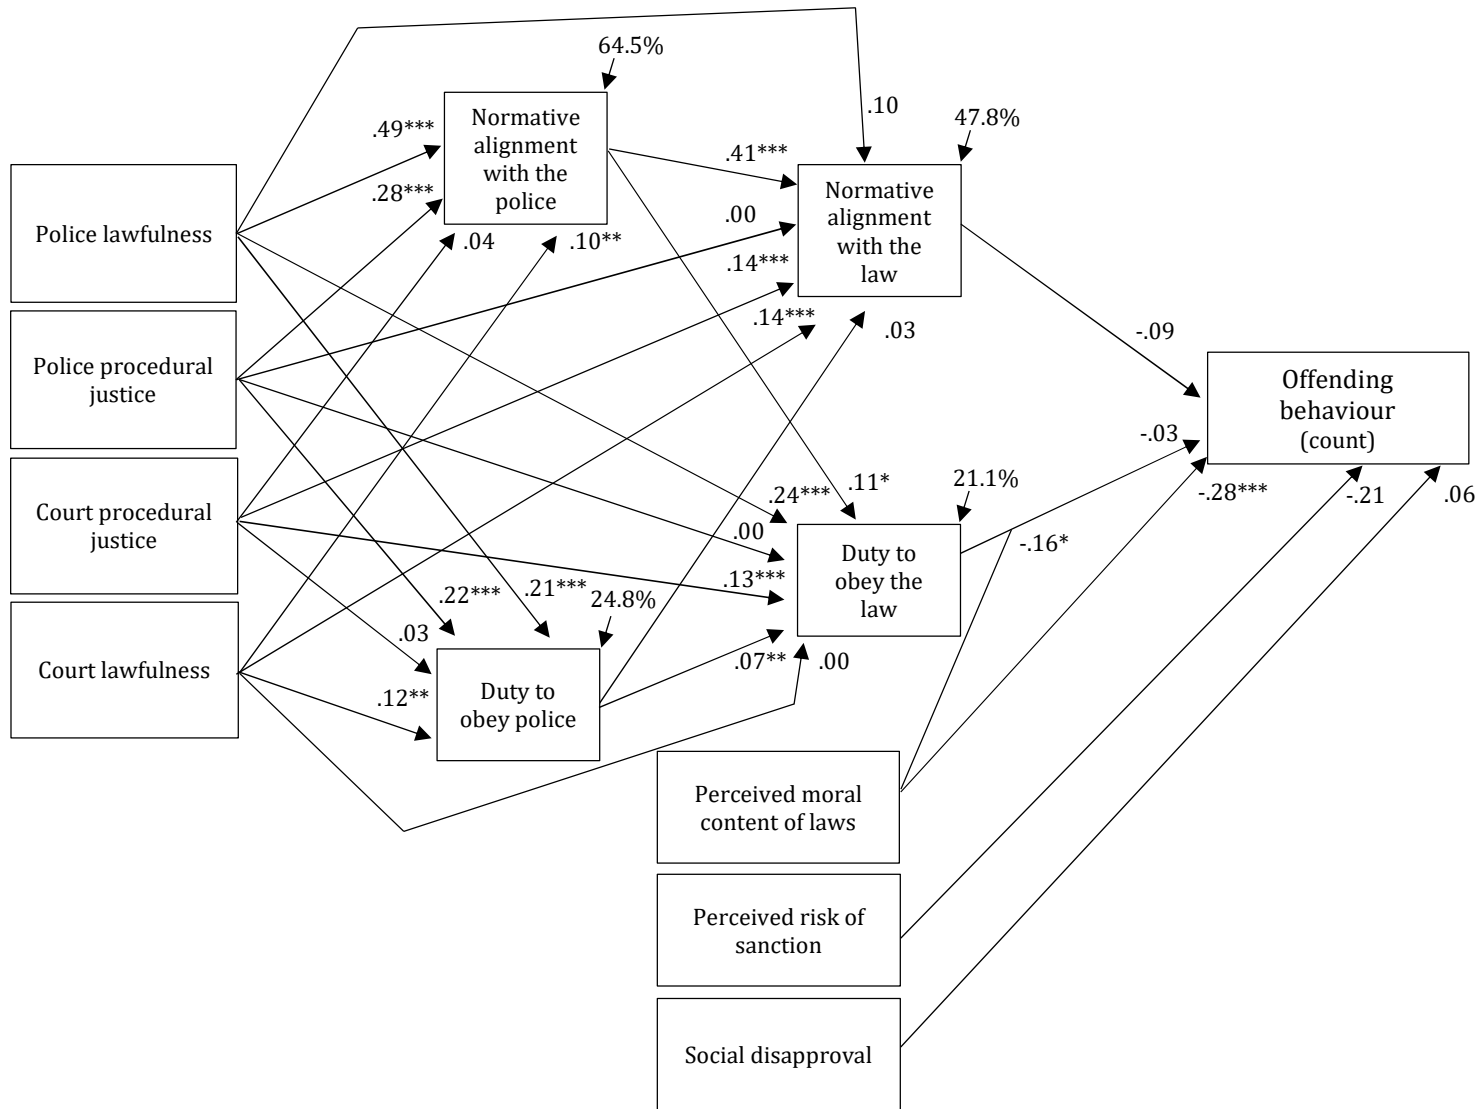 64.5%
.10
Normative
alignment
with the
police
47.8%
.49***
.41***
Police lawfulness
.28***
Normative
alignment
with the
law
.00
.04
.10**
.14***
.14***
.03
-.09
Police procedural
justice
Offending
behaviour
(count)
-.03
.11*
21.1%
.24***
-.28***
-.21
.06
Court procedural
justice
.00
-.16*
Duty to
obey the
law
.13***
.22***
.21***
24.8%
.03
.07**
.00
Court lawfulness
.12**
Duty to
obey police
Perceived moral
content of laws
Perceived risk of
sanction
Social disapproval